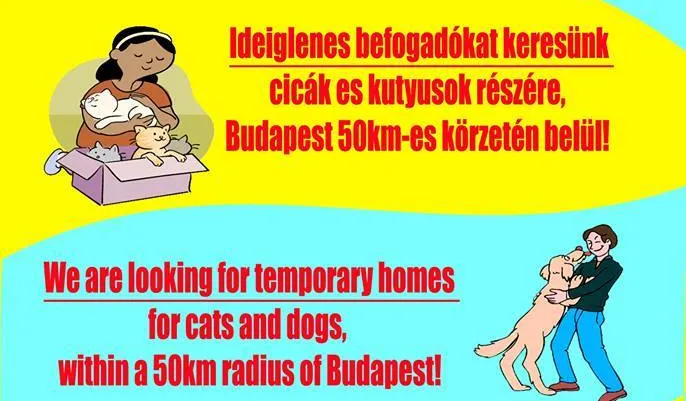 Ideiglenes befogadókat keresünk
cicák es kutyusok részére,
Budapest 50km-es körzetén belül!
We are looking for temporary homes
for cats and dogs,
within a 50km radius of Budapest!